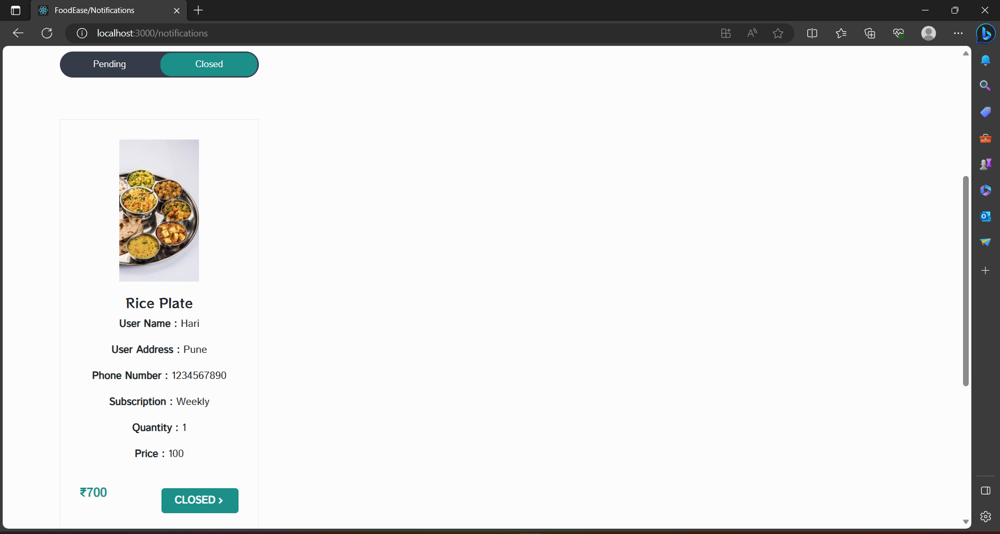 FoodEase/Notifications
localhost:3000/notifications
Pending
Closed
Rice Plate
User Name : Hari
User Address : Pune
Phone Number : 1234567890
Subscription : Weekly
Quantity : 1
Price : 100
₹700
CLOSED ›